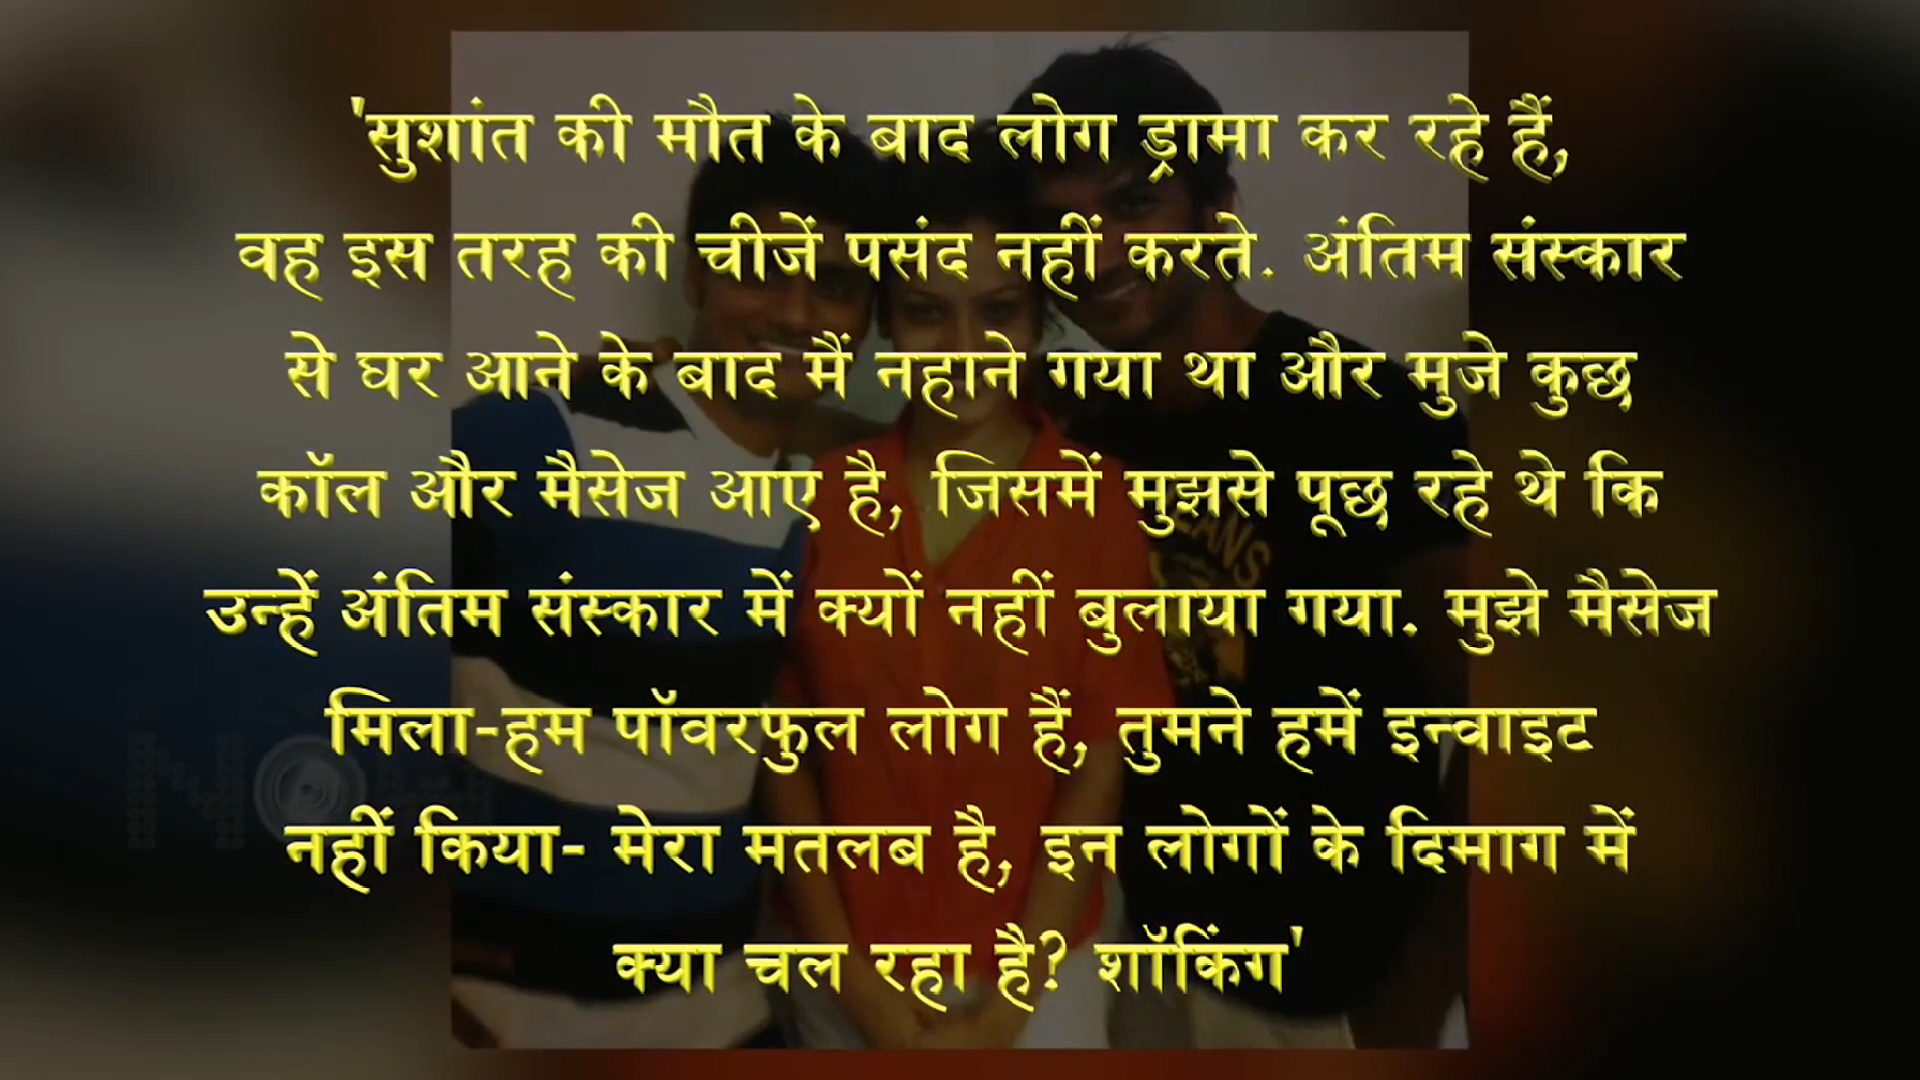 'सुशांत की मौत के बाद लोग ड्रामा कर रहे हैं,
वह इस तरह की चीजें पसंद नहीं करते. अंतिम संस्कार
से घर आने के बाद मैं नहाने गया था और मुजे कुछ
कॉल और मैसेज आए है, जिसमें मुझसे पूछ रहे थे कि
उन्हें अंतिम संस्कार में क्यों नहीं बुलाया गया. मुझे मैसेज
मिला-हम पॉवरफुल लोग हैं, तुमने हमें इन्वाइट
नहीं किया- मेरा मतलब है, इन लोगों के दिमाग में
क्या चल रहा है? शॉकिंग'